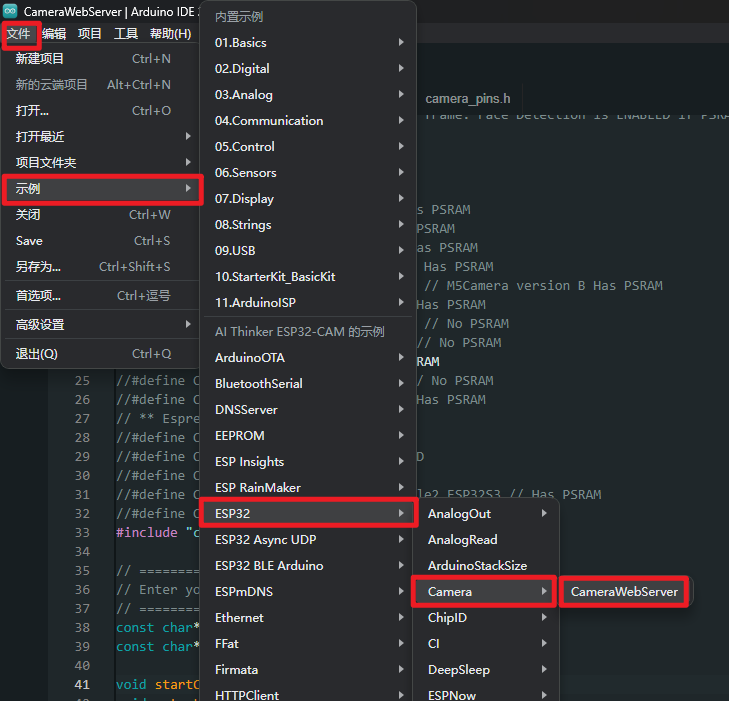 CameraWebServer | Arduino IDE
文件 编辑 项目 工具 帮助(H)
新建项目 Ctrl+N
新的云端项目 Alt+Ctrl+N
打开... Ctrl+O
打开最近
项目文件夹
示例
关闭 Ctrl+W
Save Ctrl+S
另存为... Ctrl+Shift+S
首选项... Ctrl+逗号
高级设置
退出(Q) Ctrl+Q
内置示例
01.Basics
02.Digital
03.Analog
04.Communication
05.Control
06.Sensors
07.Display
08.Strings
09.USB
10.StarterKit_BasicKit
11.ArduinoISP
AI Thinker ESP32-CAM 的示例
ArduinoOTA
BluetoothSerial
DNSServer
EEPROM
ESP Insights
ESP RainMaker
ESP32
ESP32 Async UDP
ESP32 BLE Arduino
ESPmDNS
Ethernet
FFat
Firmata
HTTPClient
AnalogOut
AnalogRead
ArduinoStackSize
Camera
ChipID
CI
DeepSleep
ESPNow
CameraWebServer
camera_pins.h
frame. Face Detection is ENABLED if PSRA
s PSRAM
PSRAM
as PSRAM
Has PSRAM
// M5Camera version B Has PSRAM
Has PSRAM
// No PSRAM
// No PSRAM
RAM
/ No PSRAM
Has PSRAM
D
le2 ESP32S3 // Has PSRAM
25 //#define C
26 //#define C
27 // ** Espre
28 //#define C
29 //#define C
30 //#define C
31 //#define C
32 //#define C
33 #include "c
34
35 // =========
36 // Enter yo
37 // =========
38 const char*
39 const char*
40
41 void startC